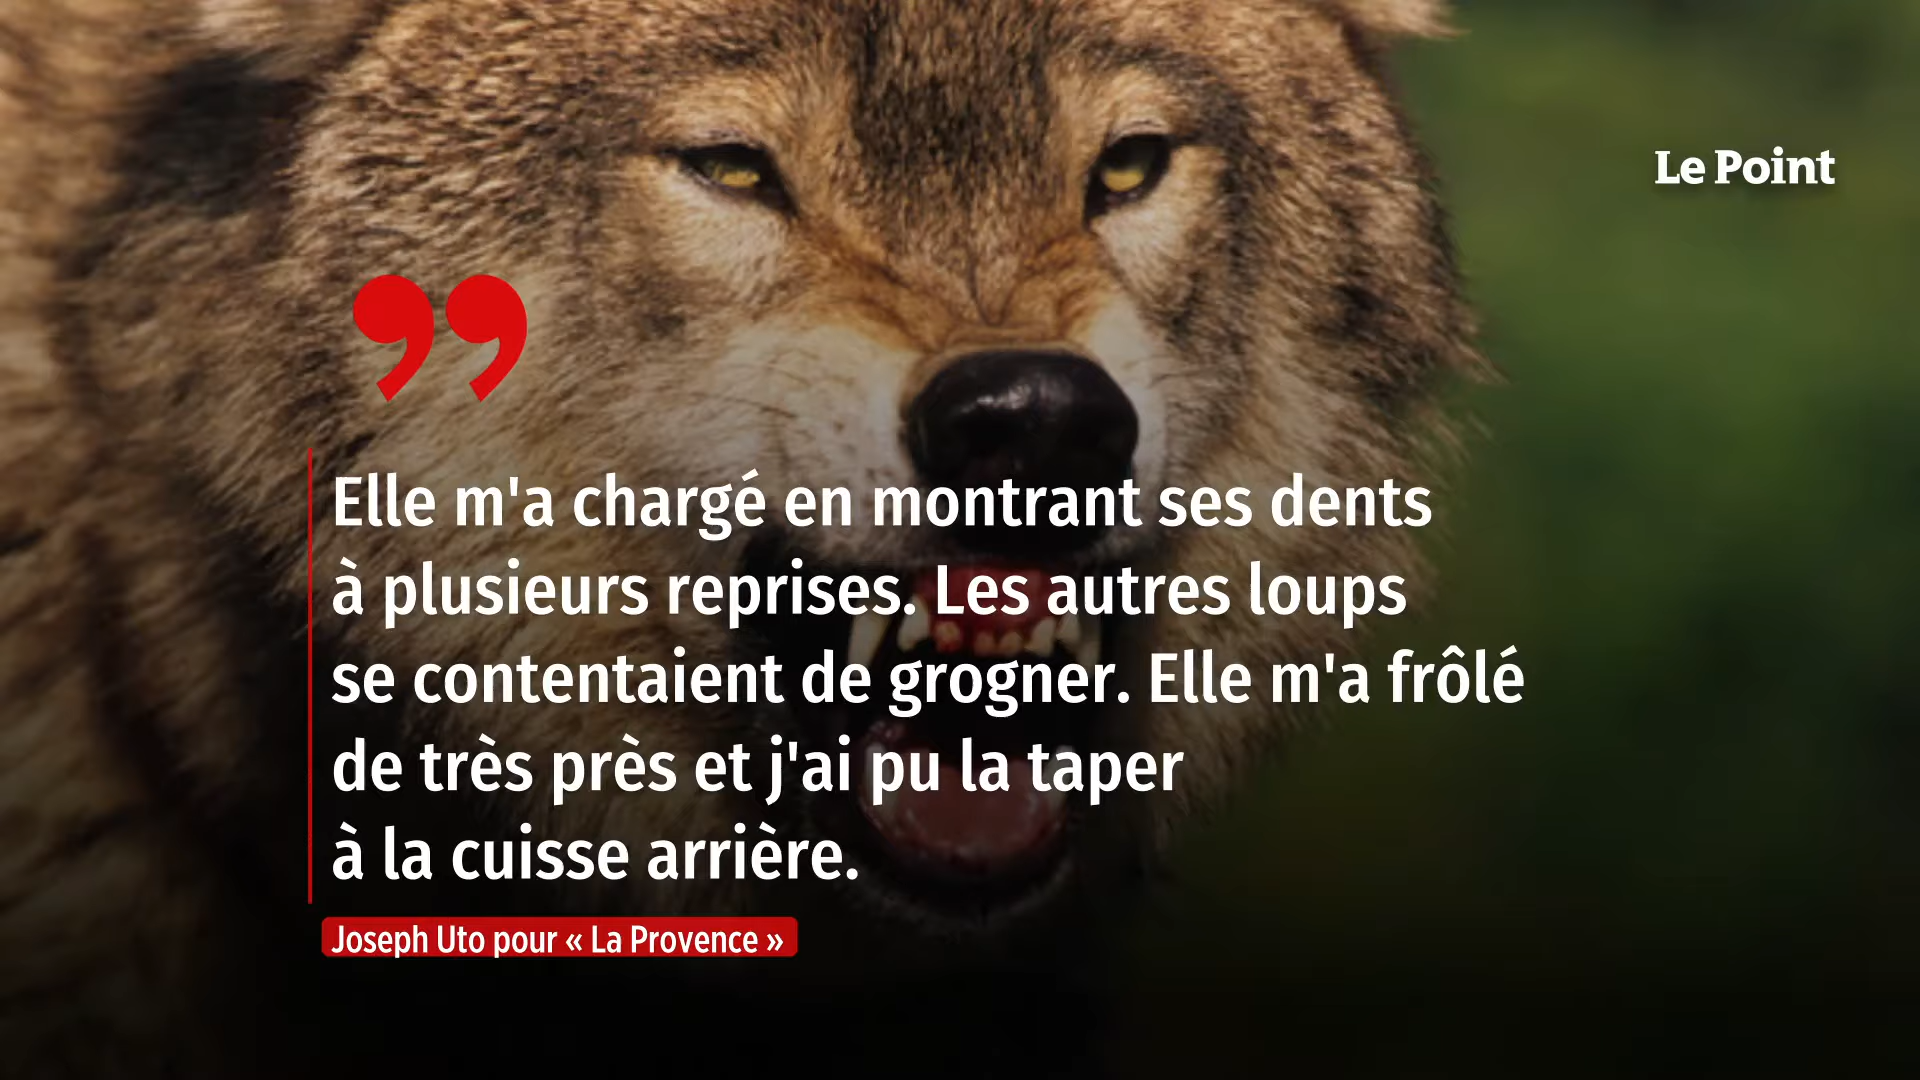 Le Point
”
Elle m'a chargé en montrant ses dents
à plusieurs reprises. Les autres loups
se contentaient de grogner. Elle m'a frôlé
de très près et j'ai pu la taper
à la cuisse arrière.
Joseph Uto pour « La Provence »